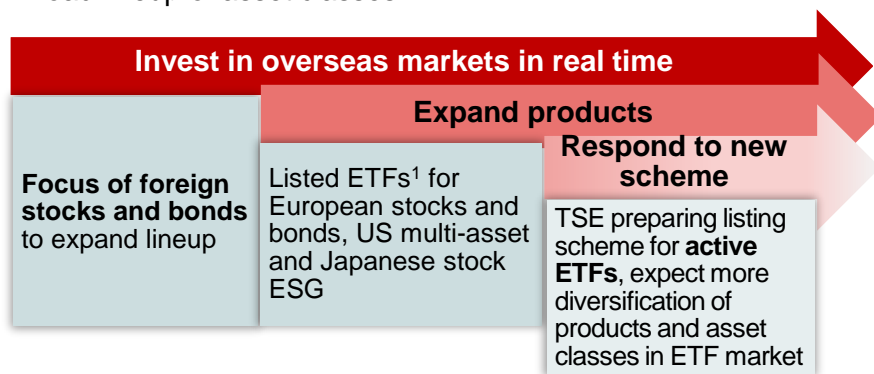 Invest in overseas markets in real time
Expand products
Respond to new
scheme
Focus of foreign
stocks and bonds
to expand lineup
Listed ETFs¹ for
European stocks and
bonds, US multi-asset
and Japanese stock
ESG
TSE preparing listing
scheme for active
ETFs, expect more
diversification of
products and asset
classes in ETF market